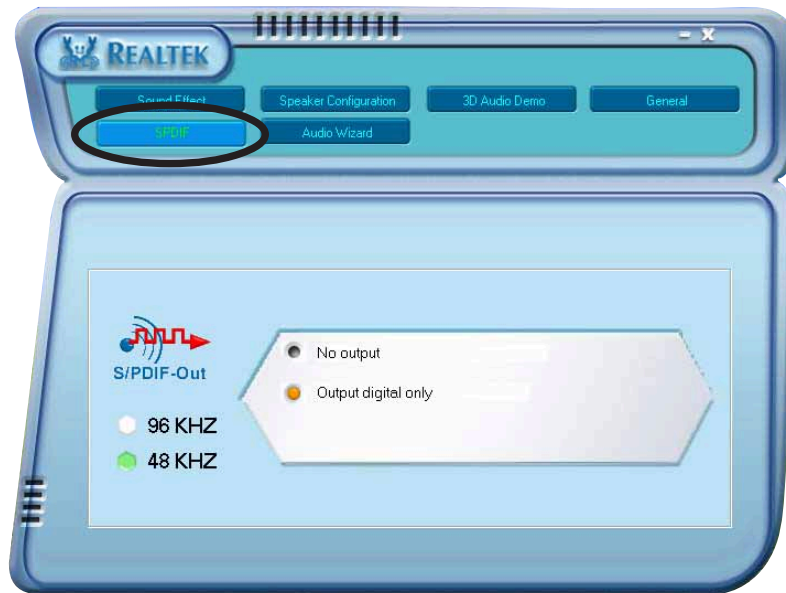 REALTEK
- X
Sound Effect
Speaker Configuration
3D Audio Demo
General
SPDIF
Audio Wizard
S/PDIF-Out
No output
Output digital only
96 KHZ
48 KHZ